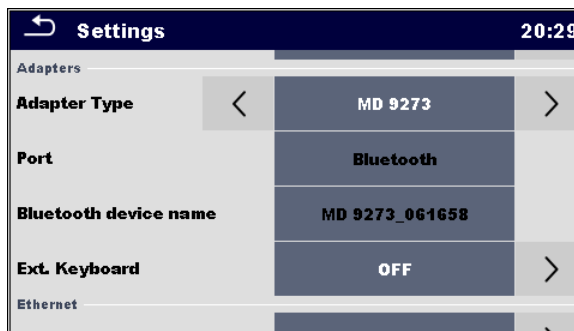 Settings 20:29
Adapters
Adapter Type MD 9273
Port Bluetooth
Bluetooth device name MD 9273_061658
Ext. Keyboard OFF
Ethernet